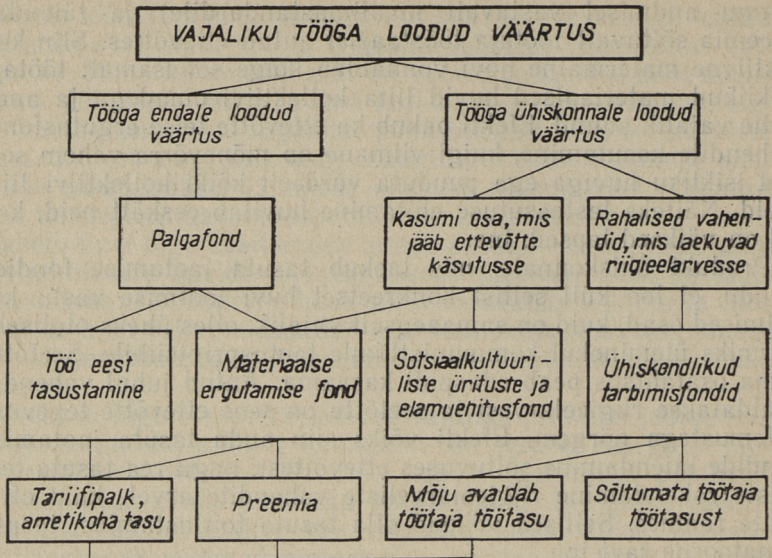 VAJALIKU TÖÖGA LOODUD VÄÄRTUS
Tööga endale loodud
väärtus
Tööga ühiskonnale loodud
väärtus
Palgafond
Kasumi osa, mis
jääb ettevõtte
käsutusse
Rahalised vahen-
did, mis laekuvad
riigieelarvesse
Töö eest
tasustamine
Materiaalse
ergutamise fond
Sotsiaalkultuuri-
liste ürituste ja
elamuehitusfond
Ühiskondlikud
tarbimisfondid
Tariifipalk,
ametikoha tasu
Preemia
Mõju avaldab
töötaja töötasu
Sõltumata töötaja
töötasust